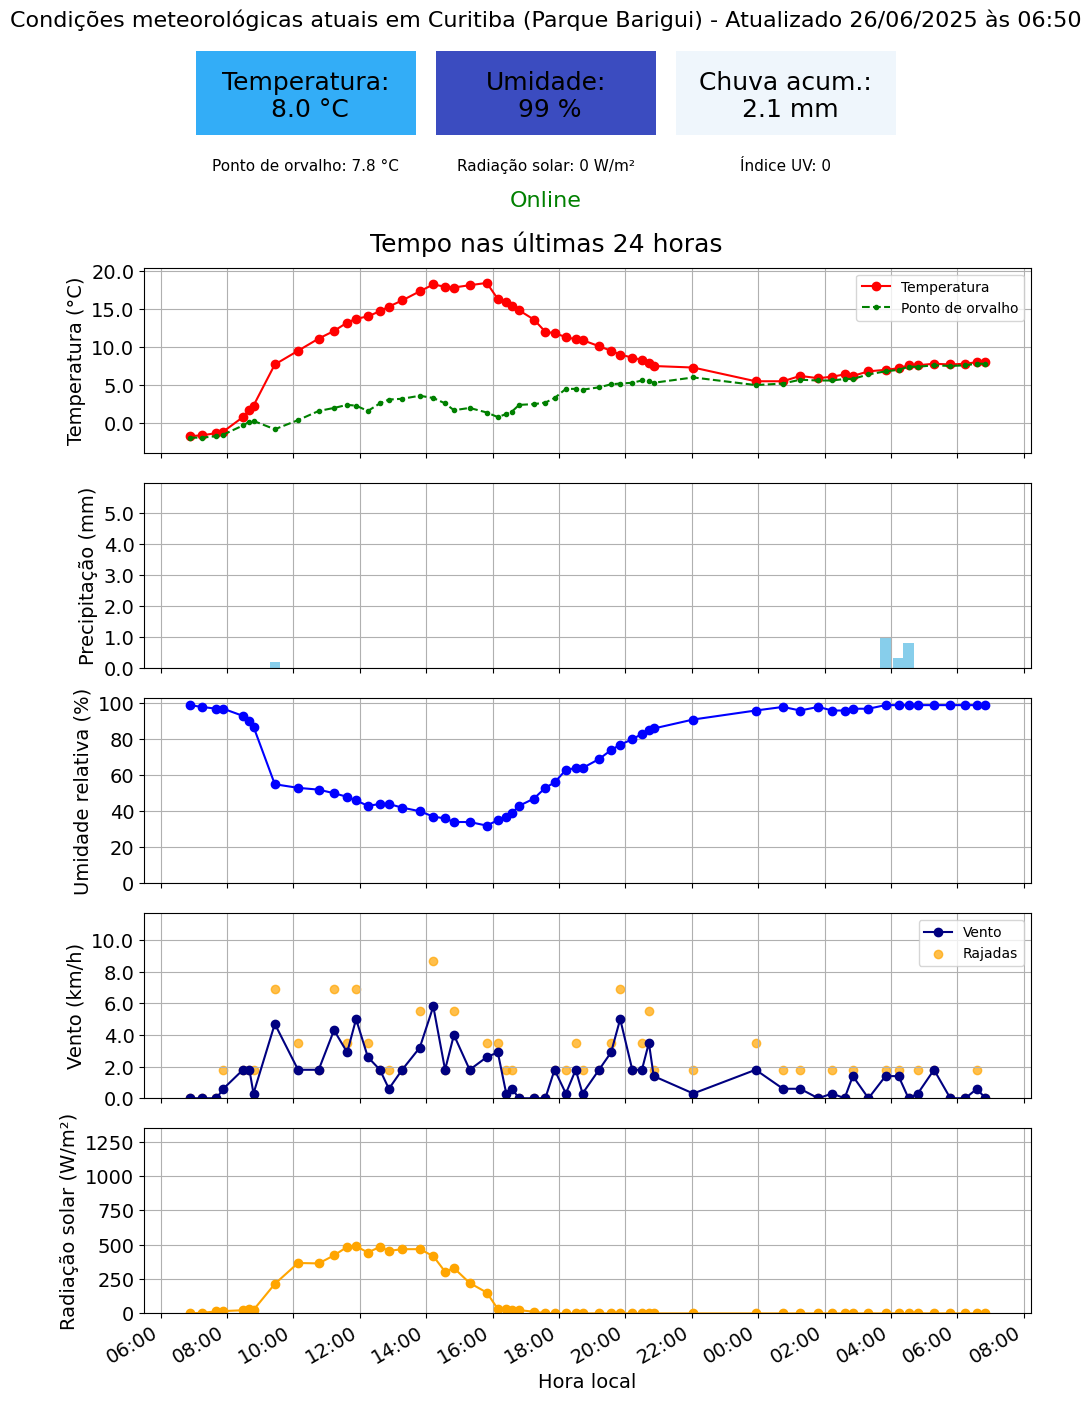 Condições meteorológicas atuais em Curitiba (Parque Barigui) - Atualizado 26/06/2025 às 06:50
Temperatura:
8.0 °C
Umidade:
99 %
Chuva acum.:
2.1 mm
Ponto de orvalho: 7.8 °C
Radiação solar: 0 W/m²
Índice UV: 0
Online
Tempo nas últimas 24 horas
Temperatura (°C)
20.0
15.0
10.0
5.0
0.0
Temperatura
Ponto de orvalho
Precipitação (mm)
5.0
4.0
3.0
2.0
1.0
0.0
Umidade relativa (%)
100
80
60
40
20
0
Vento (km/h)
10.0
8.0
6.0
4.0
2.0
0.0
Vento
Rajadas
Radiação solar (W/m²)
1250
1000
750
500
250
0
06:00
08:00
10:00
12:00
14:00
16:00
18:00
20:00
22:00
00:00
02:00
04:00
06:00
08:00
Hora local